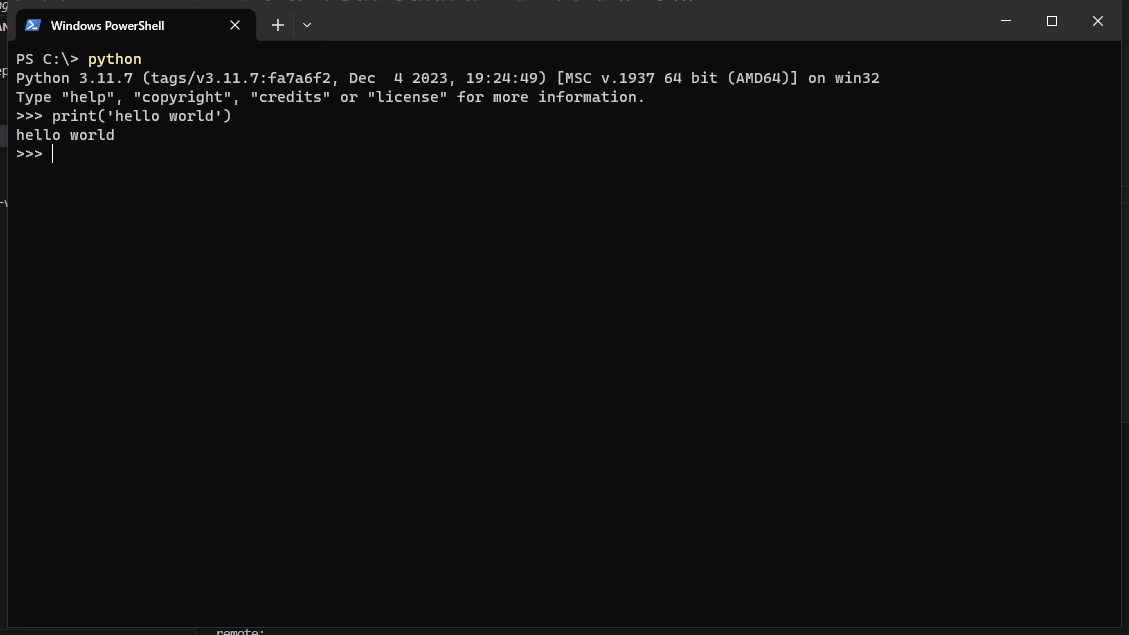 Windows PowerShell
PS C:\> python
Python 3.11.7 (tags/v3.11.7:fa7a6f2, Dec  4 2023, 19:24:49) [MSC v.1937 64 bit (AMD64)] on win32
Type "help", "copyright", "credits" or "license" for more information.
>>> print('hello world')
hello world
>>>
remote: